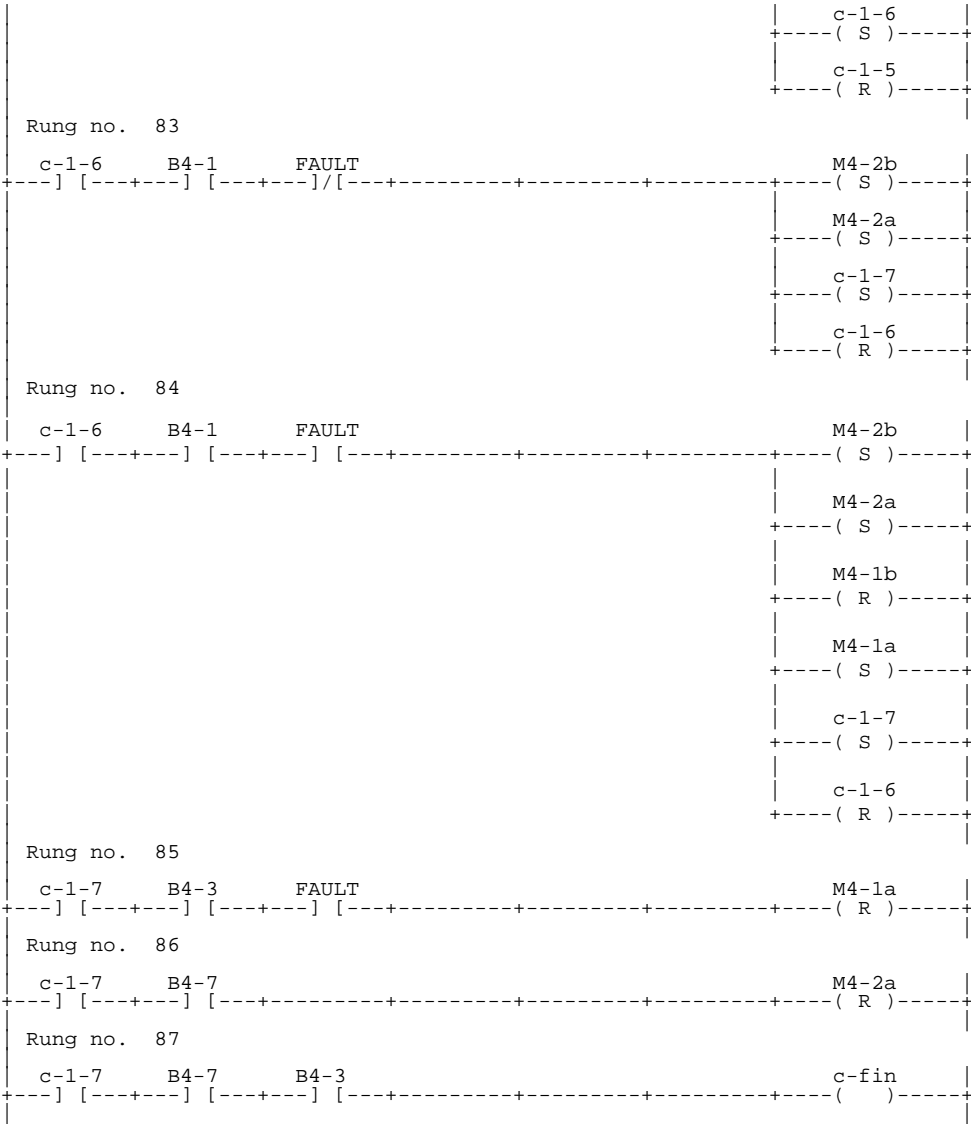 |                                                           |    c-1-6     |
|                                                           +----( S )-----+
|                                                           |              |
|                                                           |    c-1-5     |
|                                                           +----( R )-----+
|                                                                          |
| Rung no.  83
|
|  c-1-6     B4-1      FAULT                                     M4-2b     |
+---] [---+---] [---+---]/[---+---------+---------+---------+----( S )-----+
|                                                           |              |
|                                                           |    M4-2a     |
|                                                           +----( S )-----+
|                                                           |              |
|                                                           |    c-1-7     |
|                                                           +----( S )-----+
|                                                           |              |
|                                                           |    c-1-6     |
|                                                           +----( R )-----+
|                                                                          |
| Rung no.  84
|
|  c-1-6     B4-1      FAULT                                     M4-2b     |
+---] [---+---] [---+---] [---+---------+---------+---------+----( S )-----+
|                                                           |              |
|                                                           |    M4-2a     |
|                                                           +----( S )-----+
|                                                           |              |
|                                                           |    M4-1b     |
|                                                           +----( R )-----+
|                                                           |              |
|                                                           |    M4-1a     |
|                                                           +----( S )-----+
|                                                           |              |
|                                                           |    c-1-7     |
|                                                           +----( S )-----+
|                                                           |              |
|                                                           |    c-1-6     |
|                                                           +----( R )-----+
|                                                                          |
| Rung no.  85
|
|  c-1-7     B4-3      FAULT                                     M4-1a     |
+---] [---+---] [---+---] [---+---------+---------+---------+----( R )-----+
|                                                                          |
| Rung no.  86
|
|  c-1-7     B4-7                                                M4-2a     |
+---] [---+---] [---+---------+---------+---------+---------+----( R )-----+
|                                                                          |
| Rung no.  87
|
|  c-1-7     B4-7      B4-3                                      c-fin     |
+---] [---+---] [---+---] [---+---------+---------+---------+----(   )-----+
|                                                                          |